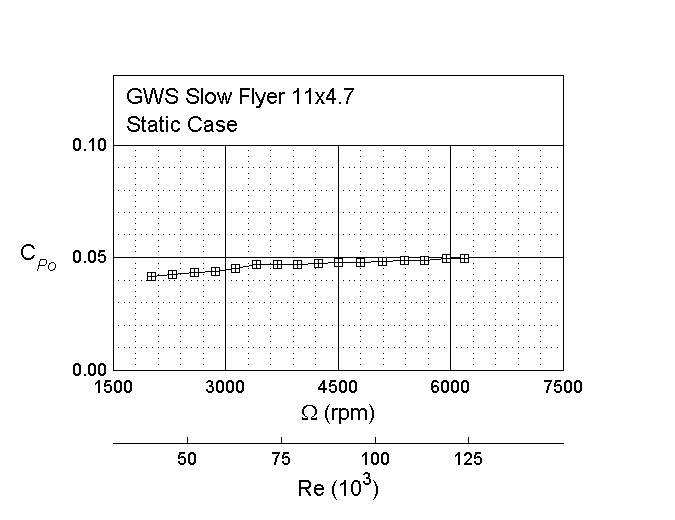 GWS Slow Flyer 11x4.7
Static Case
0.10
0.05
0.00
C_Po
1500 3000 4500 6000 7500
Ω (rpm)
50 75 100 125
Re (10³)